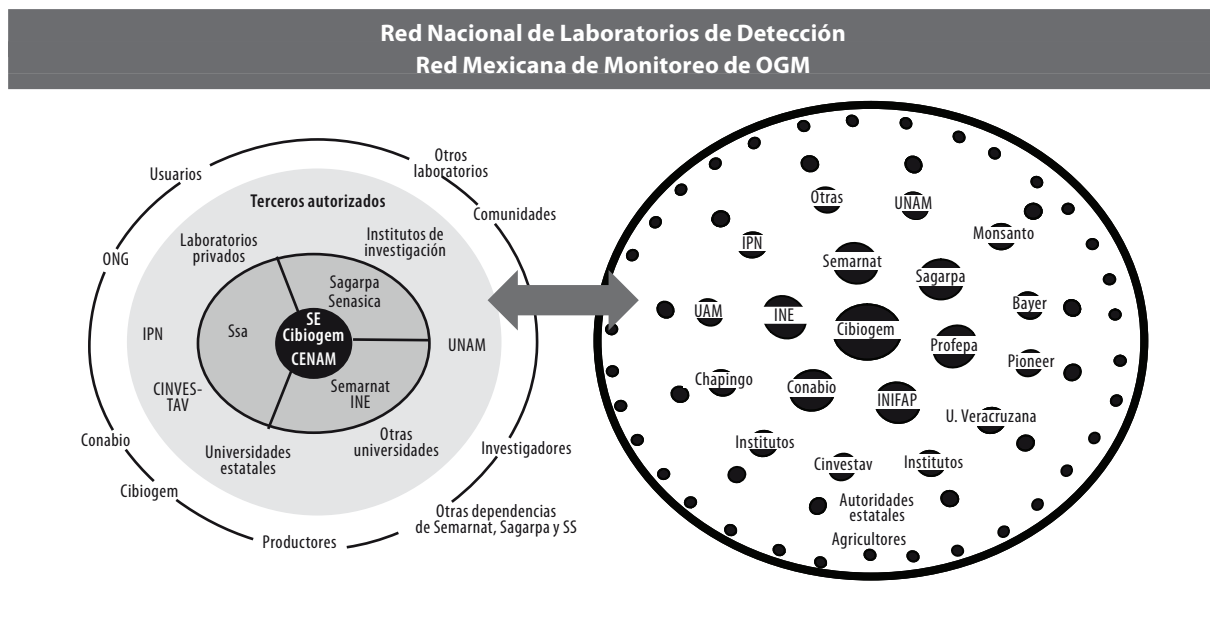 Red Nacional de Laboratorios de Detección
Red Mexicana de Monitoreo de OGM
Usuarios
Otros
laboratorios
Comunidades
ONG
Terceros autorizados
Laboratorios
privados
Institutos de
investigación
Sagarpa
Senasica
Ssa
SE
Cibiogem
CENAM
IPN
UNAM
CINVES-
TAV
Semarnat
INE
Universidades
estatales
Otras
universidades
Conabio
Cibiogem
Productores
Investigadores
Otras dependencias
de Semarnat, Sagarpa y SS
Otras
UNAM
IPN
Monsanto
Semarnat
Sagarpa
UAM
INE
Cibiogem
Profepa
Bayer
Pioneer
Chapingo
Conabio
INIFAP
U. Veracruzana
Institutos
Cinvestav
Institutos
Autoridades
estatales
Agricultores